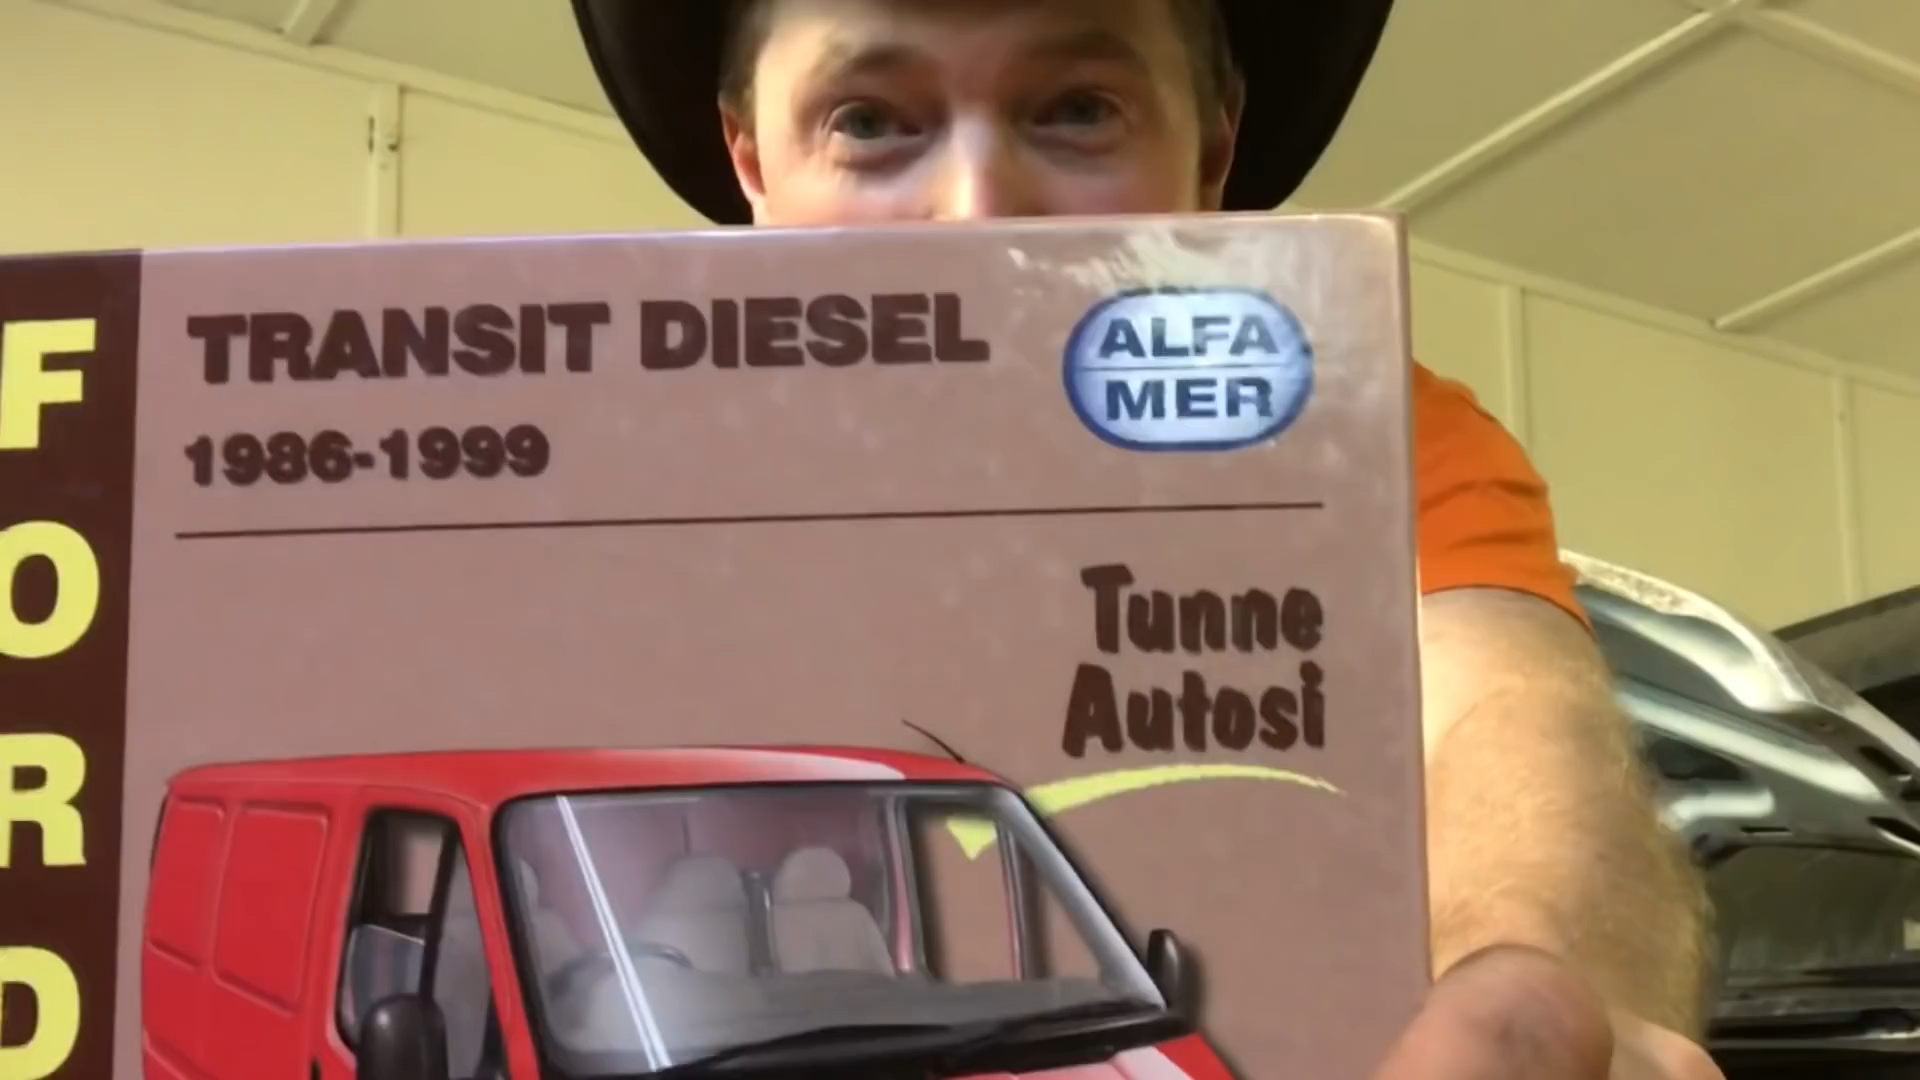 FORD
TRANSIT DIESEL
1986-1999
ALFA
MER
Tunne
Autosi